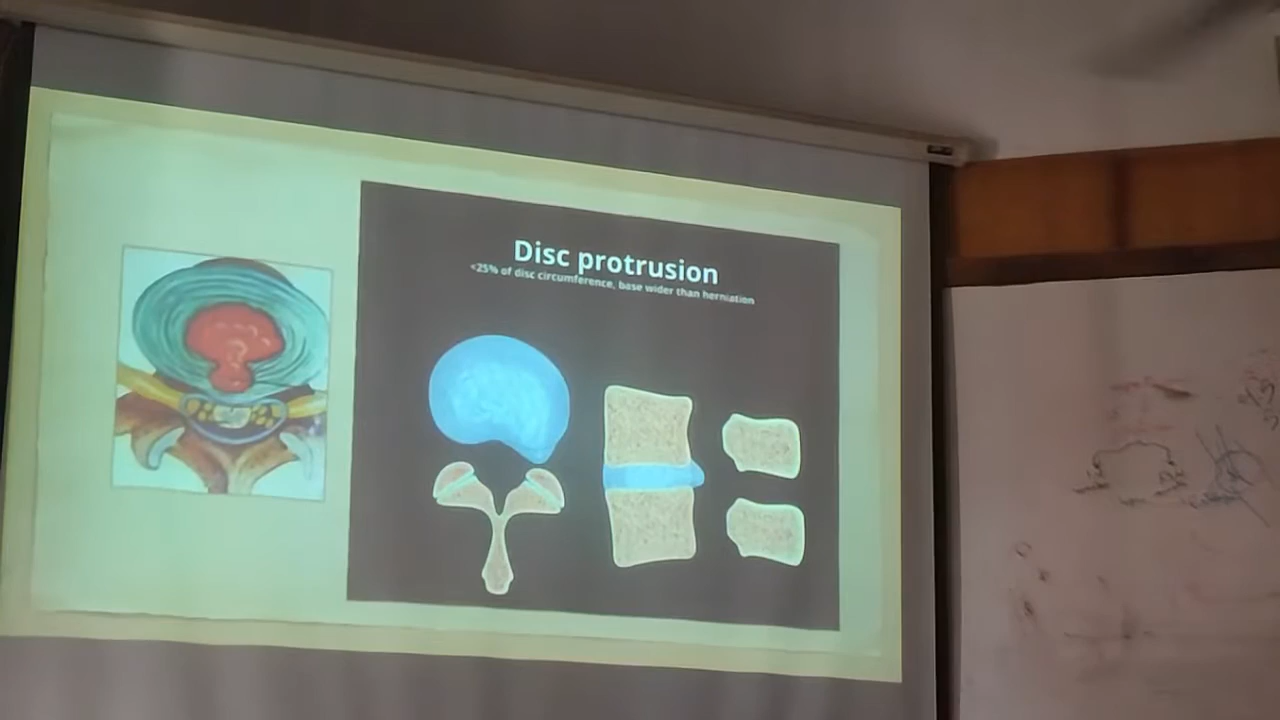 Disc protrusion
<25% of disc circumference, base wider than herniation